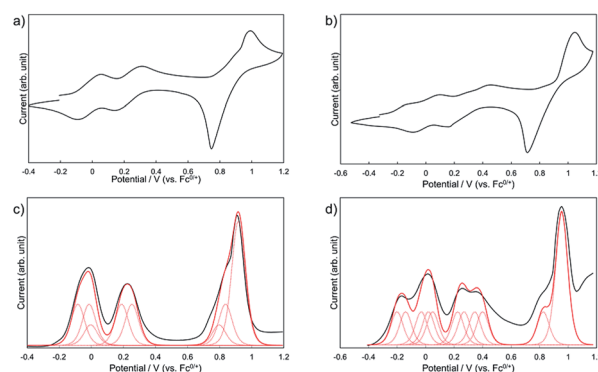 a)
Current (arb. unit)
-0.4 -0.2 0 0.2 0.4 0.6 0.8 1 1.2
Potential / V (vs. Fc0/+)
b)
Current (arb. unit)
-0.6 -0.4 -0.2 0 0.2 0.4 0.6 0.8 1 1.2
Potential / V (vs. Fc0/+)
c)
Current (arb. unit)
-0.4 -0.2 0 0.2 0.4 0.6 0.8 1 1.2
Potential / V (vs. Fc0/+)
d)
Current (arb. unit)
-0.6 -0.4 -0.2 0 0.2 0.4 0.6 0.8 1 1.2
Potential / V (vs. Fc0/+)